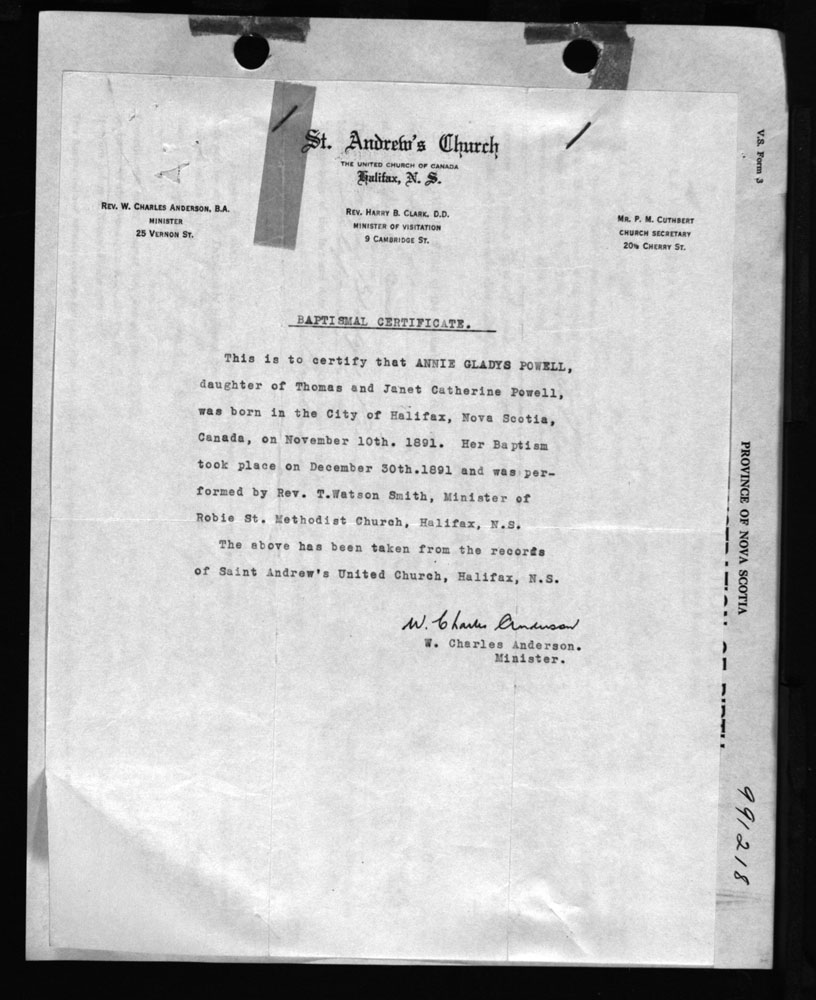 St. Andrew's Church
THE UNITED CHURCH OF CANADA
Halifax, N. S.
REV. W. CHARLES ANDERSON, B.A.
MINISTER
25 VERNON ST.
REV. HARRY B. CLARK, D.D.
MINISTER OF VISITATION
9 CAMBRIDGE ST.
MR. P. M. CUTHBERT
CHURCH SECRETARY
CHERRY ST.
BAPTISMAL CERTIFICATE.
This is to certify that ANNIE GLADYS POWELL,
daughter of Thomas and Janet Catherine Powell,
was born in the City of Halifax, Nova Scotia,
Canada, on November 10th. 1891. Her Baptism
took place on December 30th.1891 and was per-
formed by Rev. T.Watson Smith, Minister of
Robie St. Methodist Church, Halifax, N.S.
The above has been taken from the records
of Saint Andrew's United Church, Halifax, N.S.
W. Charles Anderson
W. Charles Anderson.
Minister.
V.S. Form 3
PROVINCE OF NOVA SCOTIA
OF BIRTH
991218